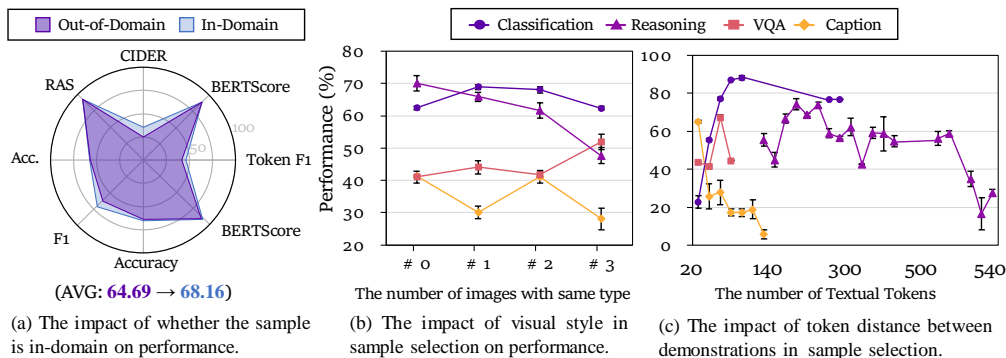 Out-of-Domain In-Domain
CIDER
RAS BERTScore
100
50
Acc. Token F1
F1 BERTScore
Accuracy
(AVG: 64.69 → 68.16)
(a) The impact of whether the sample
is in-domain on performance.
Classification Reasoning VQA Caption
Performance (%)
80
70
60
50
40
30
20
# 0 # 1 # 2 # 3
The number of images with same type
(b) The impact of visual style in
sample selection on performance.
100
80
60
40
20
0
20 140 300 500 540
The number of Textual Tokens
(c) The impact of token distance between
demonstrations in sample selection.